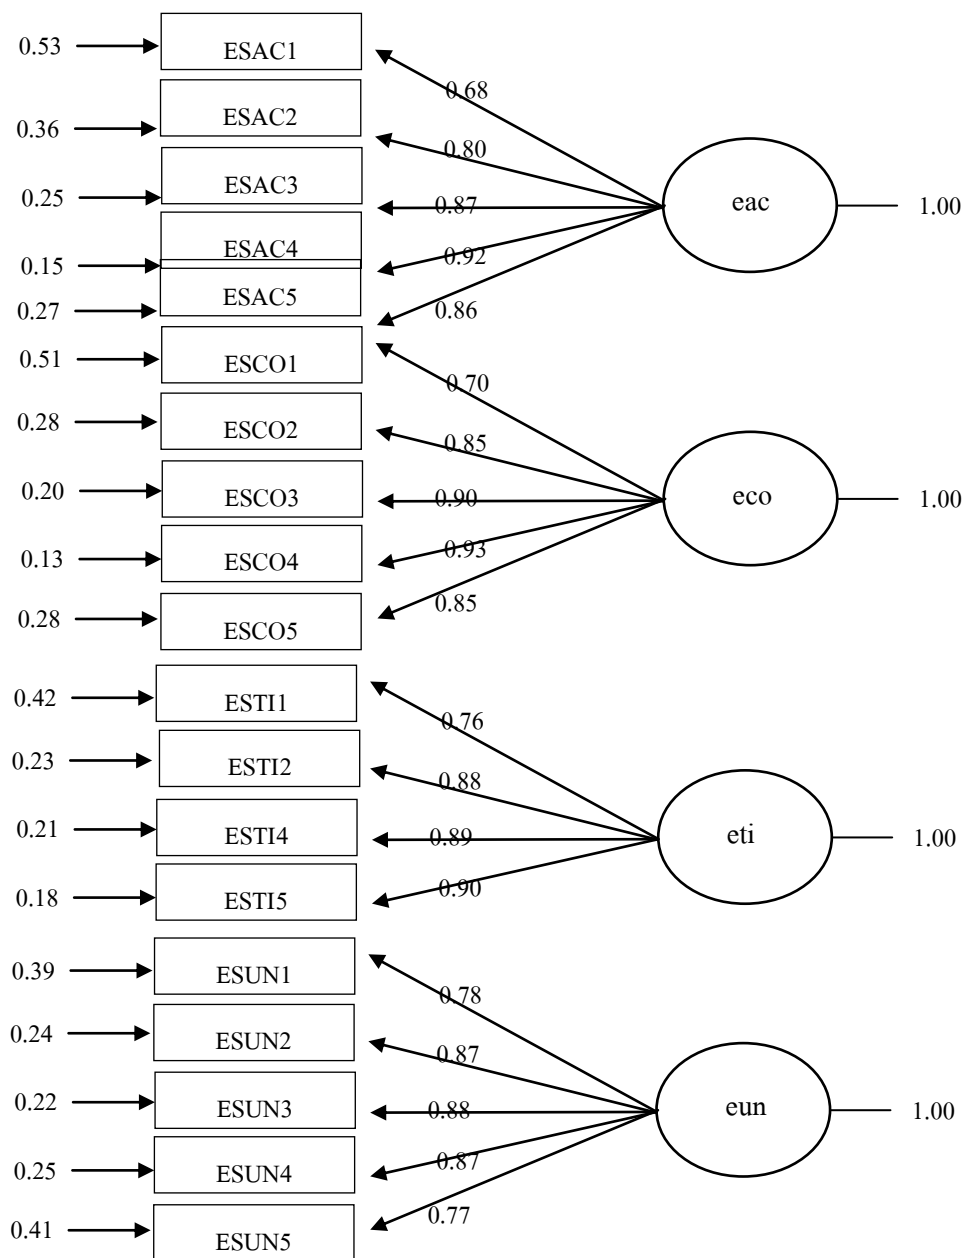 0.53 ESAC1
0.68
0.36 ESAC2
0.80
0.25 ESAC3
0.87 eac 1.00
0.15 ESAC4
0.92
0.27 ESAC5
0.86
0.51 ESCO1
0.70
0.28 ESCO2
0.85
0.20 ESCO3
0.90 eco 1.00
0.13 ESCO4
0.93
0.28 ESCO5
0.85
0.42 ESTI1
0.76
0.23 ESTI2
0.88
0.21 ESTI4
0.89 eti 1.00
0.18 ESTI5
0.90
0.39 ESUN1
0.78
0.24 ESUN2
0.87
0.22 ESUN3
0.88 eun 1.00
0.25 ESUN4
0.87
0.41 ESUN5
0.77